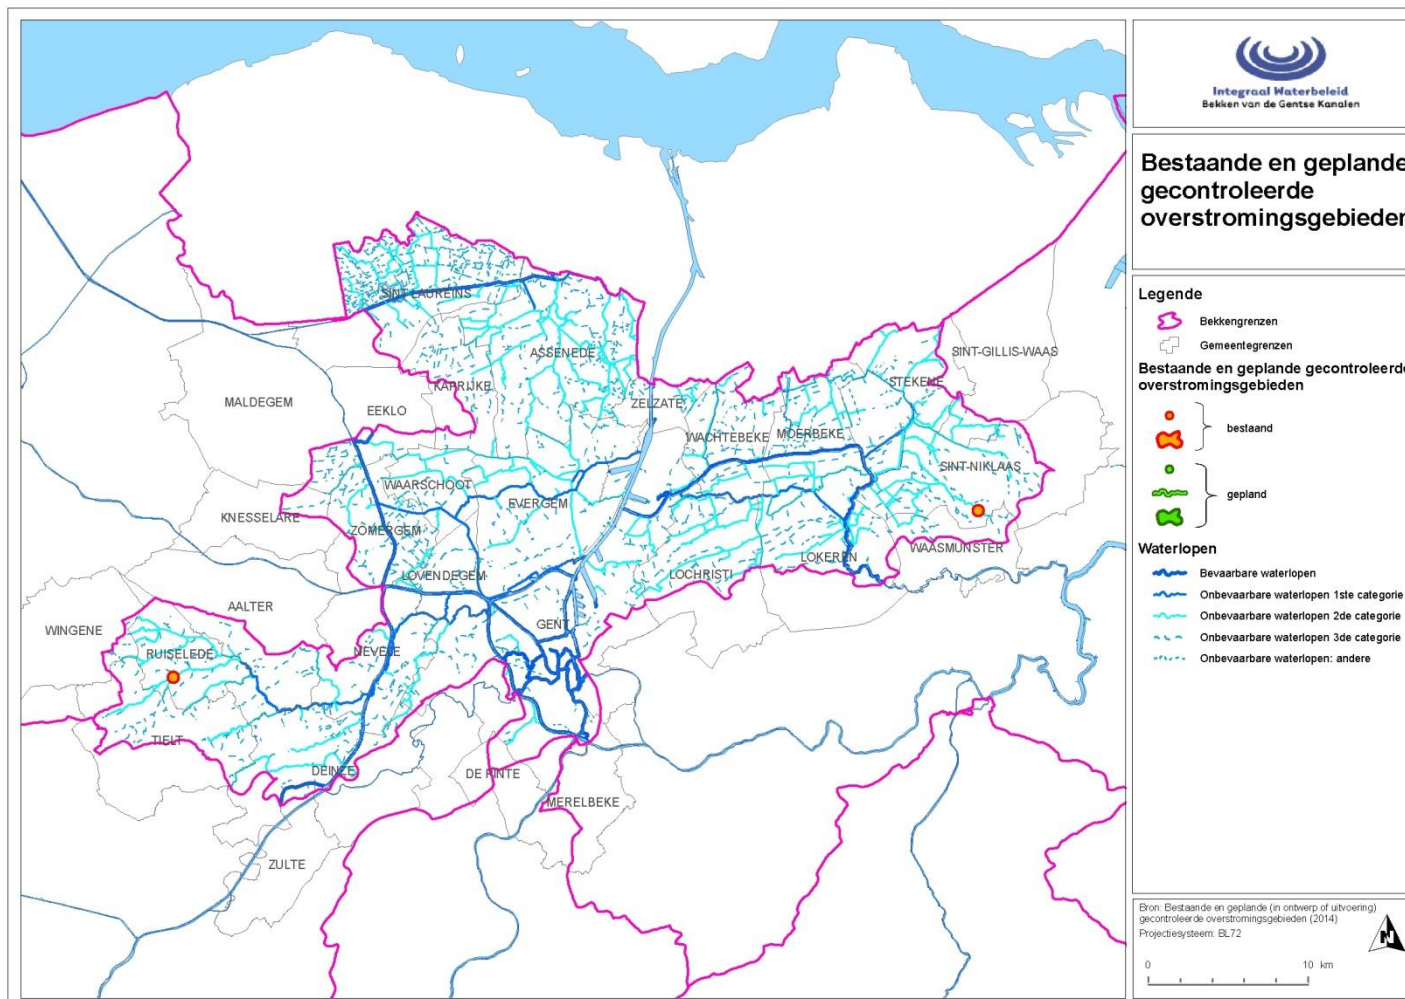 Integraal Waterbeleid
Bekken van de Gentse Kanalen
Bestaande en geplande
gecontroleerde
overstromingsgebieden
Legende
Bekkengrenzen
Gemeentegrenzen
Bestaande en geplande gecontroleerde
overstromingsgebieden
bestaand
gepland
Waterlopen
Bevaarbare waterlopen
Onbevaarbare waterlopen 1ste categorie
Onbevaarbare waterlopen 2de categorie
Onbevaarbare waterlopen 3de categorie
Onbevaarbare waterlopen: andere
Bron: Bestaande en geplande (in ontwerp of uitvoering)
gecontroleerde overstromingsgebieden (2014)
Projectiesysteem: BL72
N
0 10 km
SINT-LAUREINS
ASSENEDE
SINT-GILLIS-WAAS
KAPRIJKE
STEKENE
MALDEGEM
EEKLO
ZELZATE
WACHTEBEKE
MOERBEKE
SINT-NIKLAAS
WAARSCHOOT
EVERGEM
KNESSELARE
ZOMERGEM
WAASMUNSTER
LOKEREN
LOVENDEGEM
LOCHRISTI
AALTER
WINGENE
GENT
RUISELEDE
NEVELE
TIELT
DEINZE
DE PINTE
MERELBEKE
ZULTE